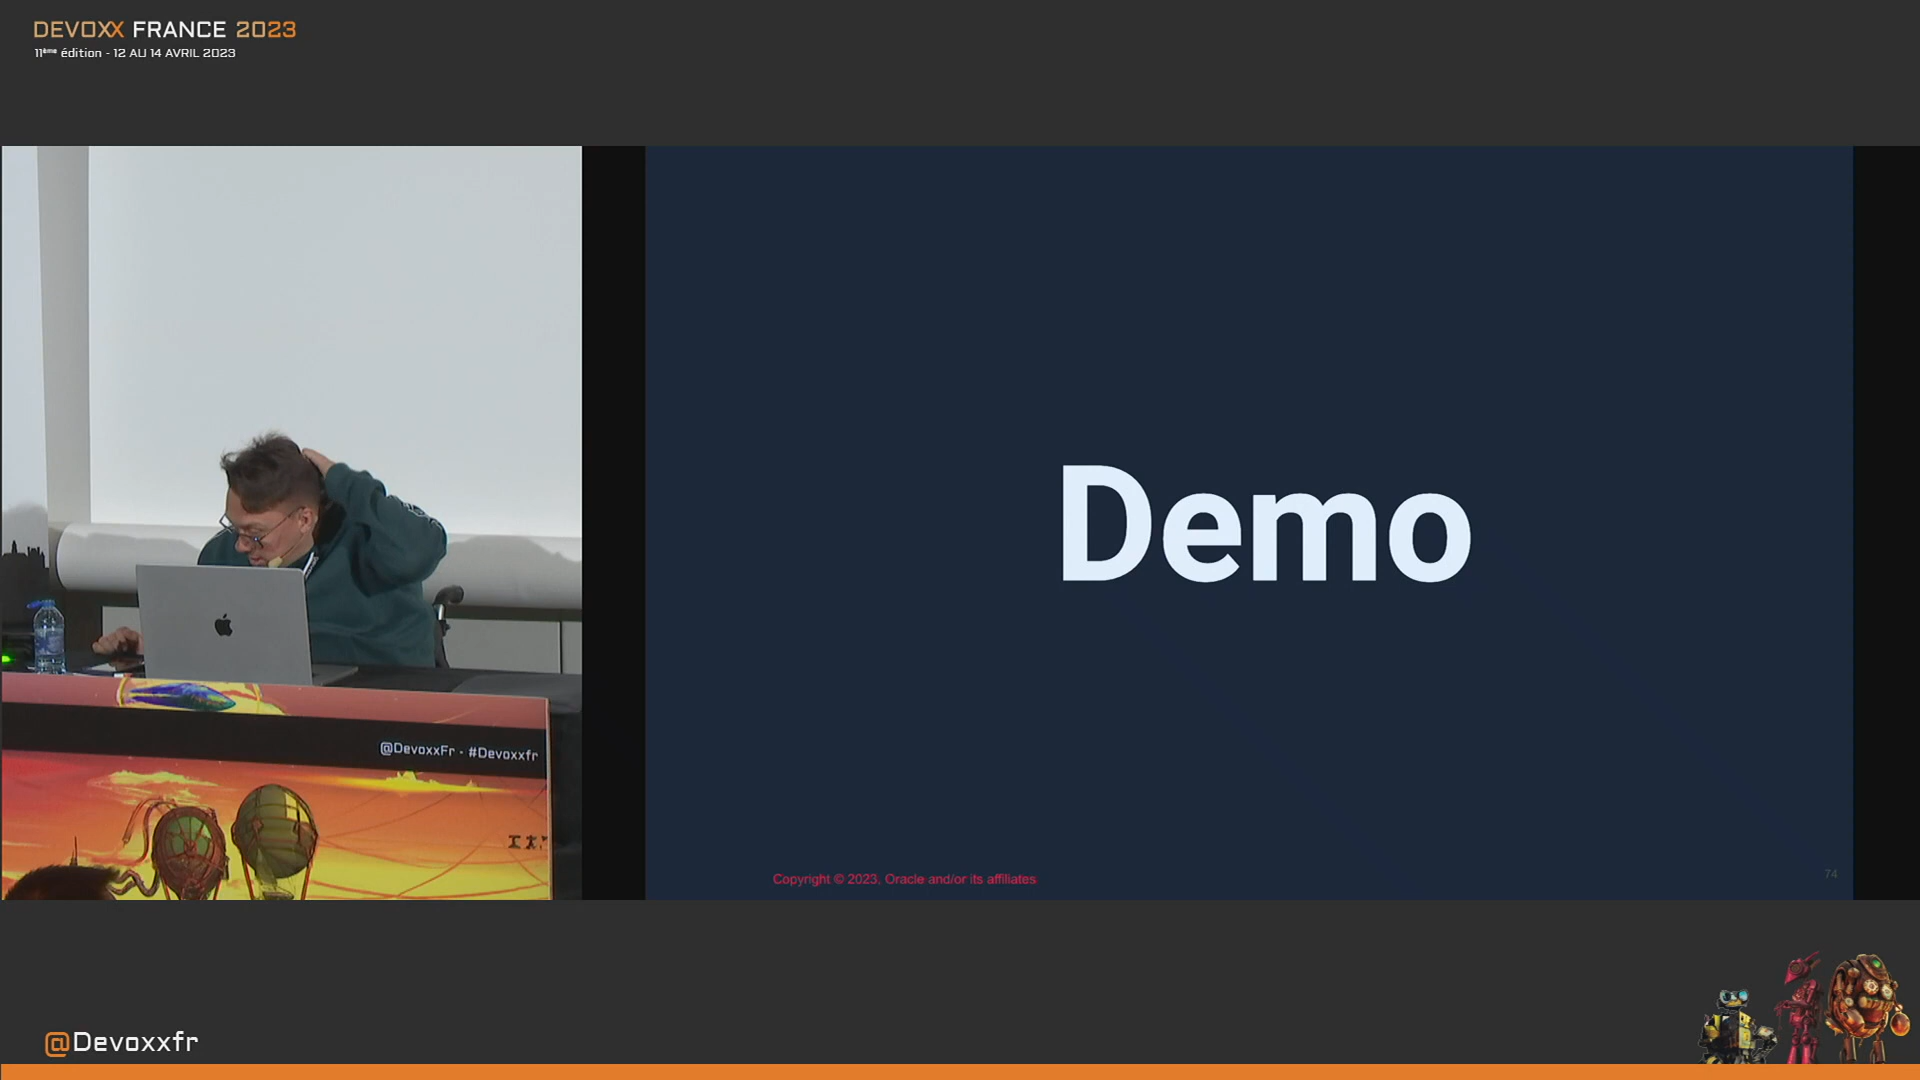 DEVOXX FRANCE 2023
11ème édition - 12 AU 14 AVRIL 2023
Demo
@DevoxxFr - #Devoxxfr
Copyright © 2023, Oracle and/or its affiliates
74
@Devoxxfr